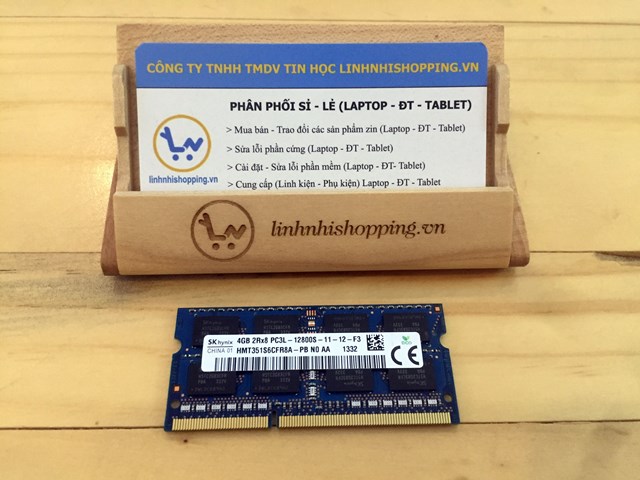 CÔNG TY TNHH TMDV TIN HỌC LINHNHISHOPPING.VN
PHÂN PHỐI SỈ - LẺ (LAPTOP - ĐT - TABLET)
> Mua bán - Trao đổi các sản phẩm zin (Laptop - ĐT - Tablet)
> Sửa lỗi phần cứng (Laptop - ĐT - Tablet)
> Cài đặt - Sửa lỗi phần mềm (Laptop - ĐT- Tablet)
> Cung cấp (Linh kiện - Phụ kiện) Laptop - ĐT - Tablet
linhnhishopping.vn
linhnhishopping.vn
SK hynix 4GB 2Rx8 PC3L-12800S-11-12-F3
CHINA 01 HMT351S6CFR8A-PB N0 AA 1332
CE